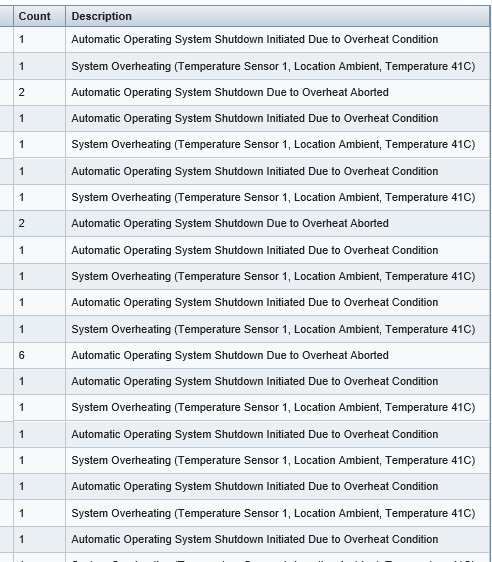 Count Description
1 Automatic Operating System Shutdown Initiated Due to Overheat Condition
1 System Overheating (Temperature Sensor 1, Location Ambient, Temperature 41C)
2 Automatic Operating System Shutdown Due to Overheat Aborted
1 Automatic Operating System Shutdown Initiated Due to Overheat Condition
1 System Overheating (Temperature Sensor 1, Location Ambient, Temperature 41C)
1 Automatic Operating System Shutdown Initiated Due to Overheat Condition
1 System Overheating (Temperature Sensor 1, Location Ambient, Temperature 41C)
2 Automatic Operating System Shutdown Due to Overheat Aborted
1 Automatic Operating System Shutdown Initiated Due to Overheat Condition
1 System Overheating (Temperature Sensor 1, Location Ambient, Temperature 41C)
1 Automatic Operating System Shutdown Initiated Due to Overheat Condition
1 System Overheating (Temperature Sensor 1, Location Ambient, Temperature 41C)
6 Automatic Operating System Shutdown Due to Overheat Aborted
1 Automatic Operating System Shutdown Initiated Due to Overheat Condition
1 System Overheating (Temperature Sensor 1, Location Ambient, Temperature 41C)
1 Automatic Operating System Shutdown Initiated Due to Overheat Condition
1 System Overheating (Temperature Sensor 1, Location Ambient, Temperature 41C)
1 Automatic Operating System Shutdown Initiated Due to Overheat Condition
1 System Overheating (Temperature Sensor 1, Location Ambient, Temperature 41C)
1 Automatic Operating System Shutdown Initiated Due to Overheat Condition